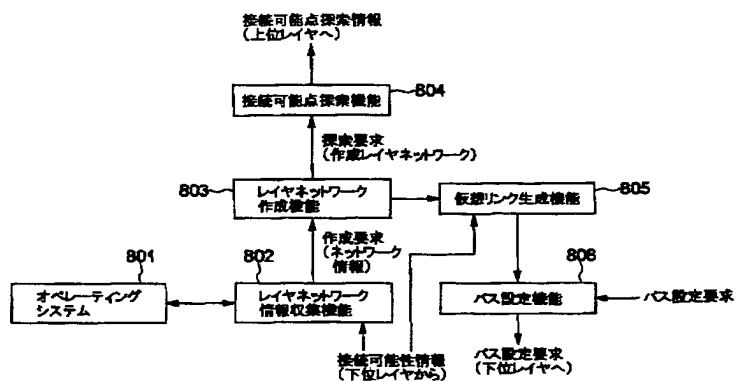 接続可能点探索情報
(上位レイヤへ)
接続可能点探索機能
804
探索要求
(作成レイヤネットワーク)
803
レイヤネットワーク
作成機能
仮想リンク生成機能
805
作成要求
(ネットワーク
情報)
801
802
806
オペレーティング
システム
レイヤネットワーク
情報収集機能
パス設定機能
パス設定要求
接続可能性情報
(下位レイヤから)
パス設定要求
(下位レイヤへ)